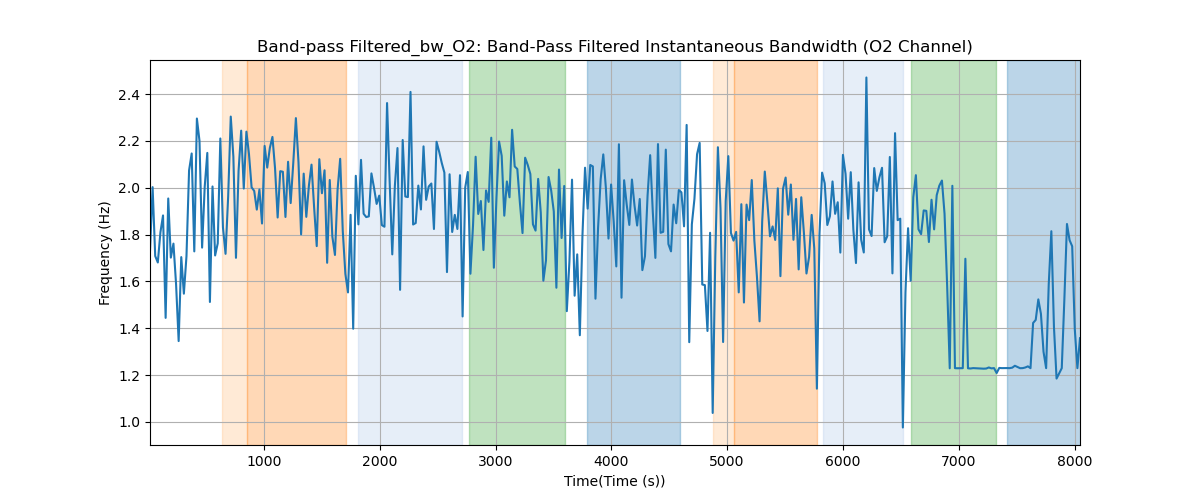 Band-pass Filtered_bw_O2: Band-Pass Filtered Instantaneous Bandwidth (O2 Channel)
Frequency (Hz)
2.4
2.2
2.0
1.8
1.6
1.4
1.2
1.0
1000 2000 3000 4000 5000 6000 7000 8000
Time(Time (s))